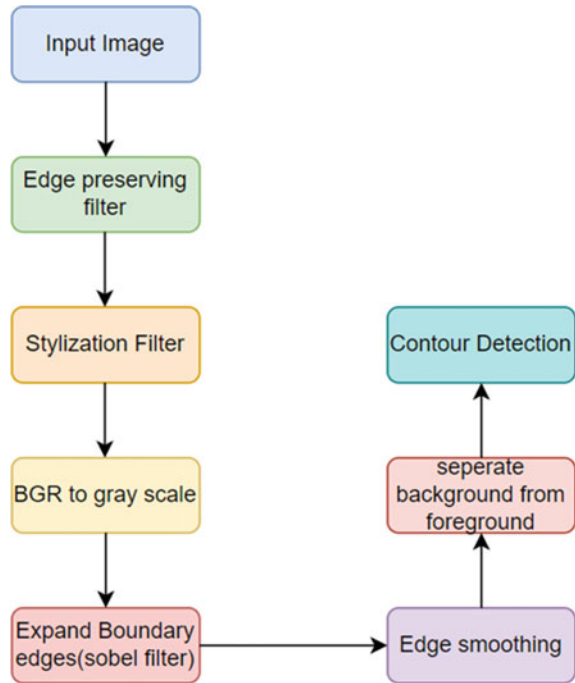 Input Image
Edge preserving
filter
Stylization Filter
BGR to gray scale
Expand Boundary
edges(sobel filter)
Edge smoothing
seperate
background from
foreground
Contour Detection